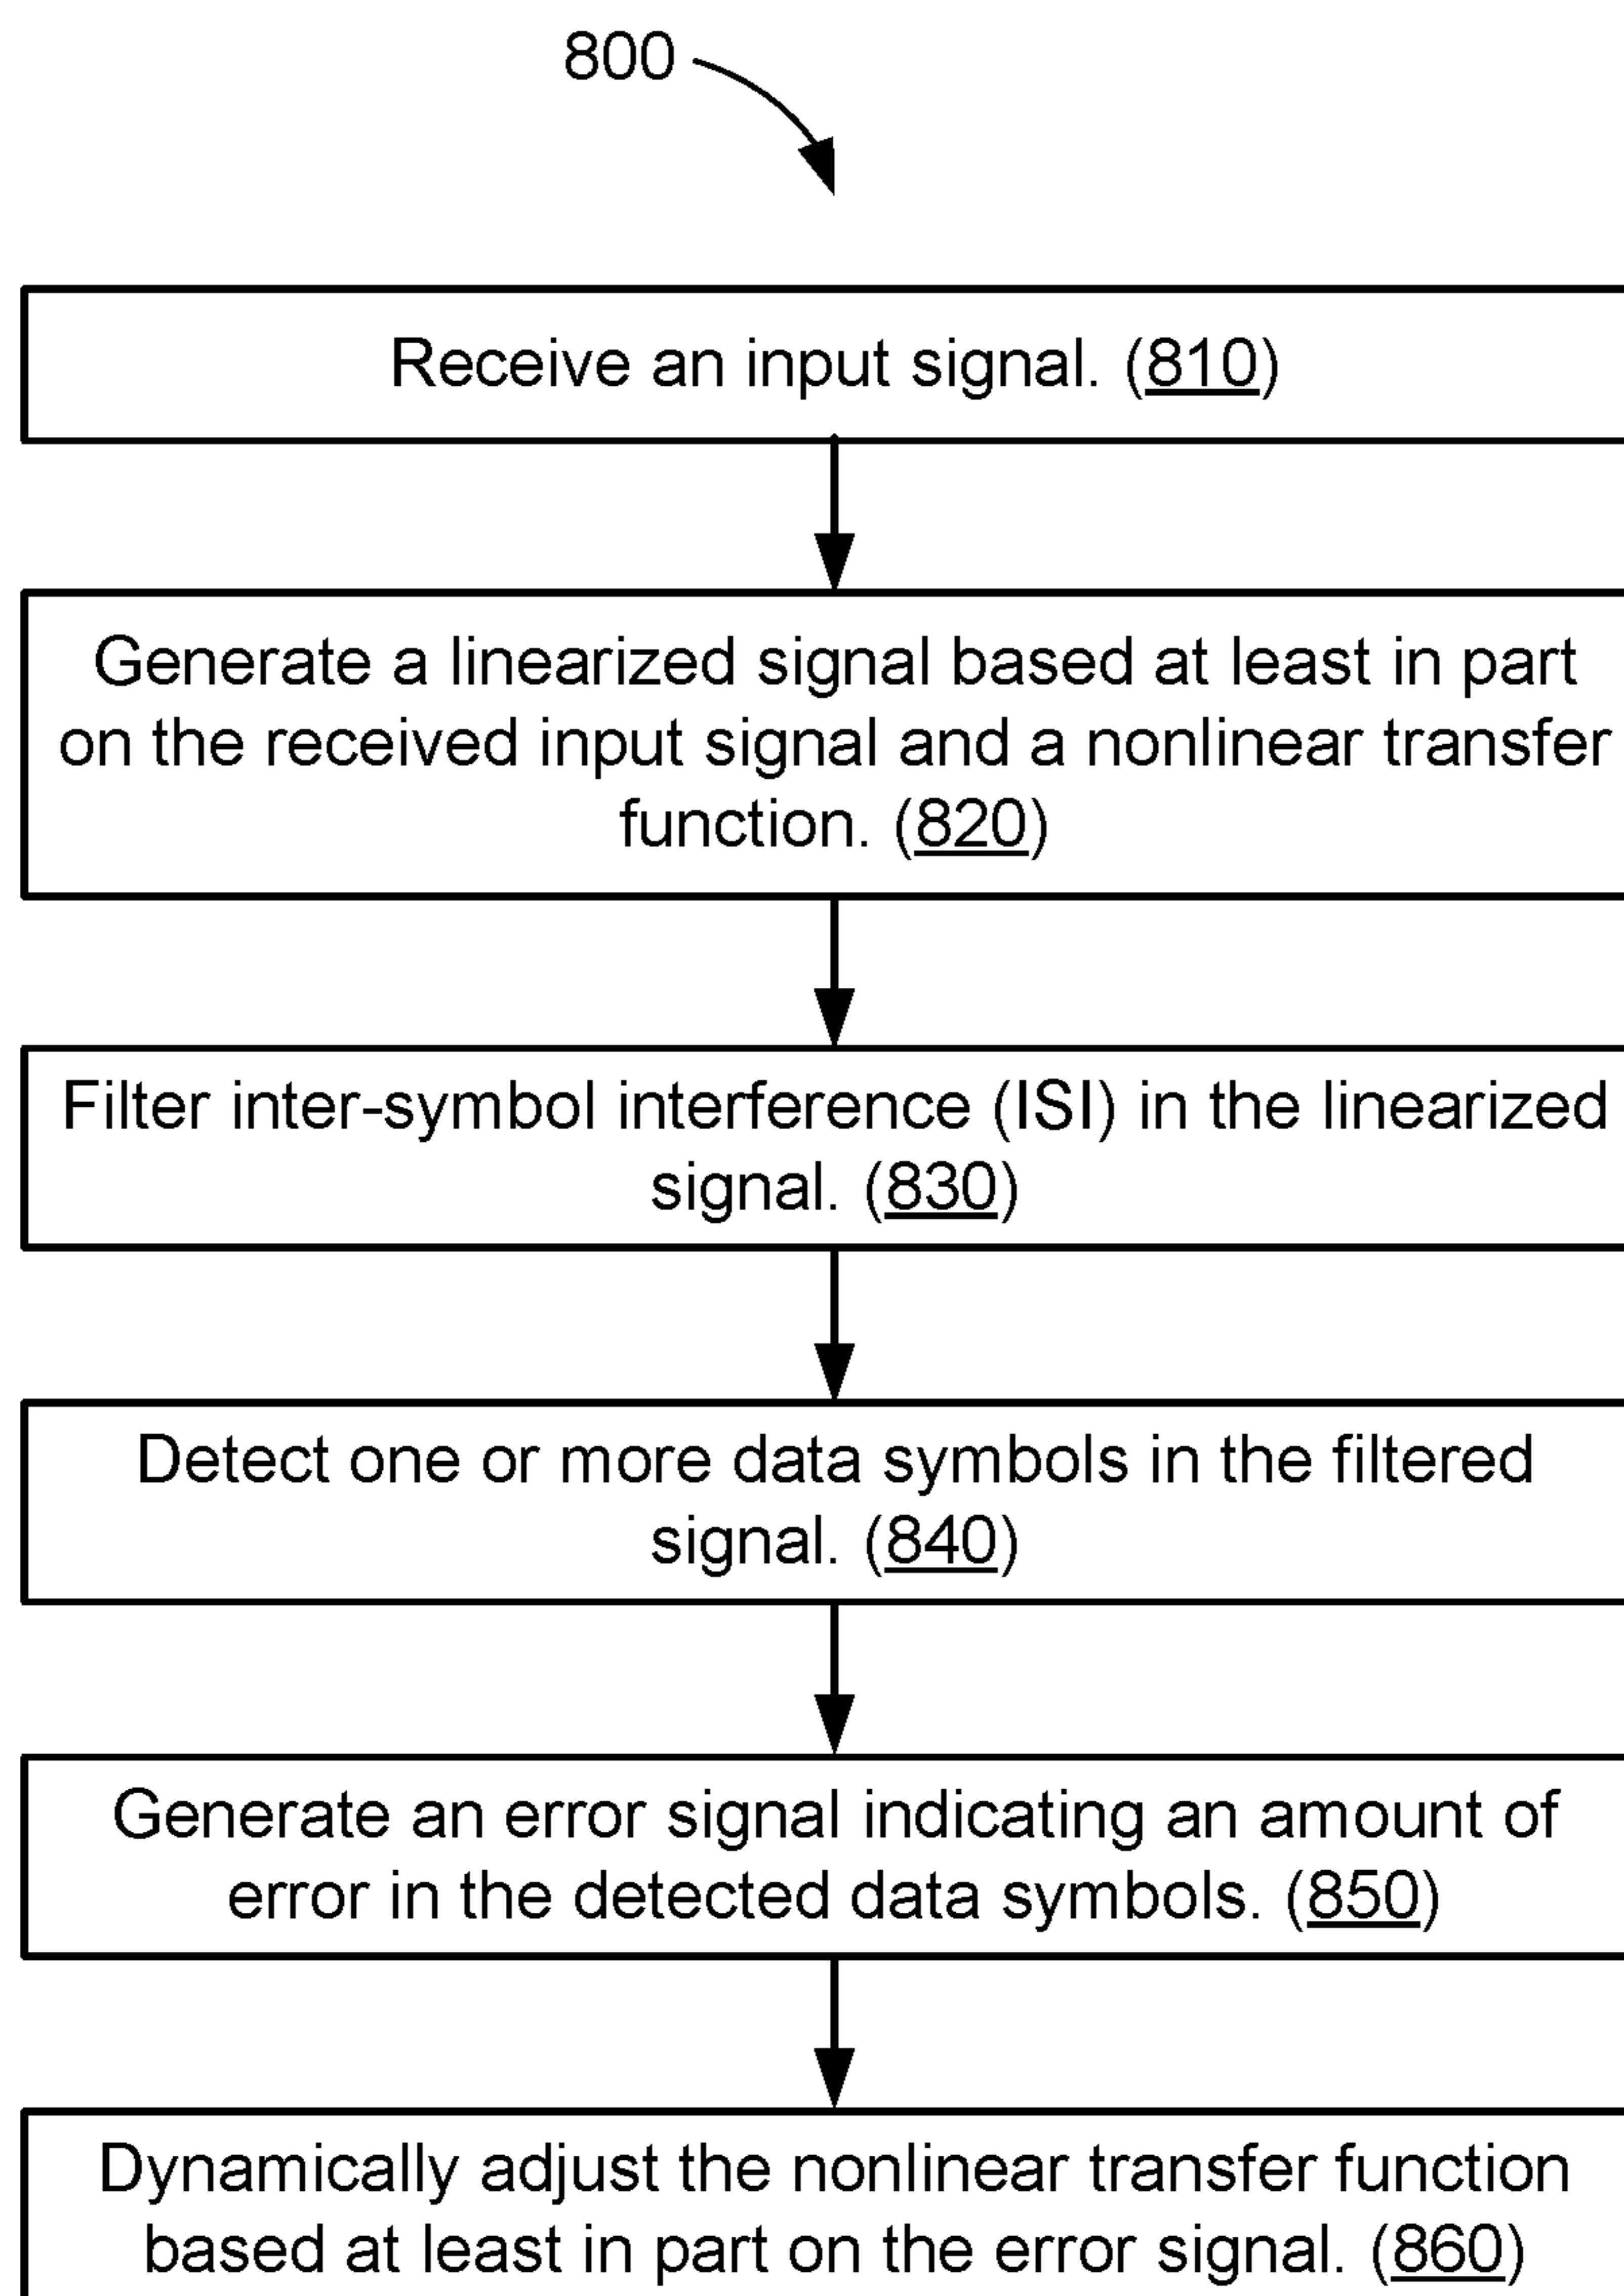 800
Receive an input signal. (810)
Generate a linearized signal based at least in part
on the received input signal and a nonlinear transfer
function. (820)
Filter inter-symbol interference (ISI) in the linearized
signal. (830)
Detect one or more data symbols in the filtered
signal. (840)
Generate an error signal indicating an amount of
error in the detected data symbols. (850)
Dynamically adjust the nonlinear transfer function
based at least in part on the error signal. (860)